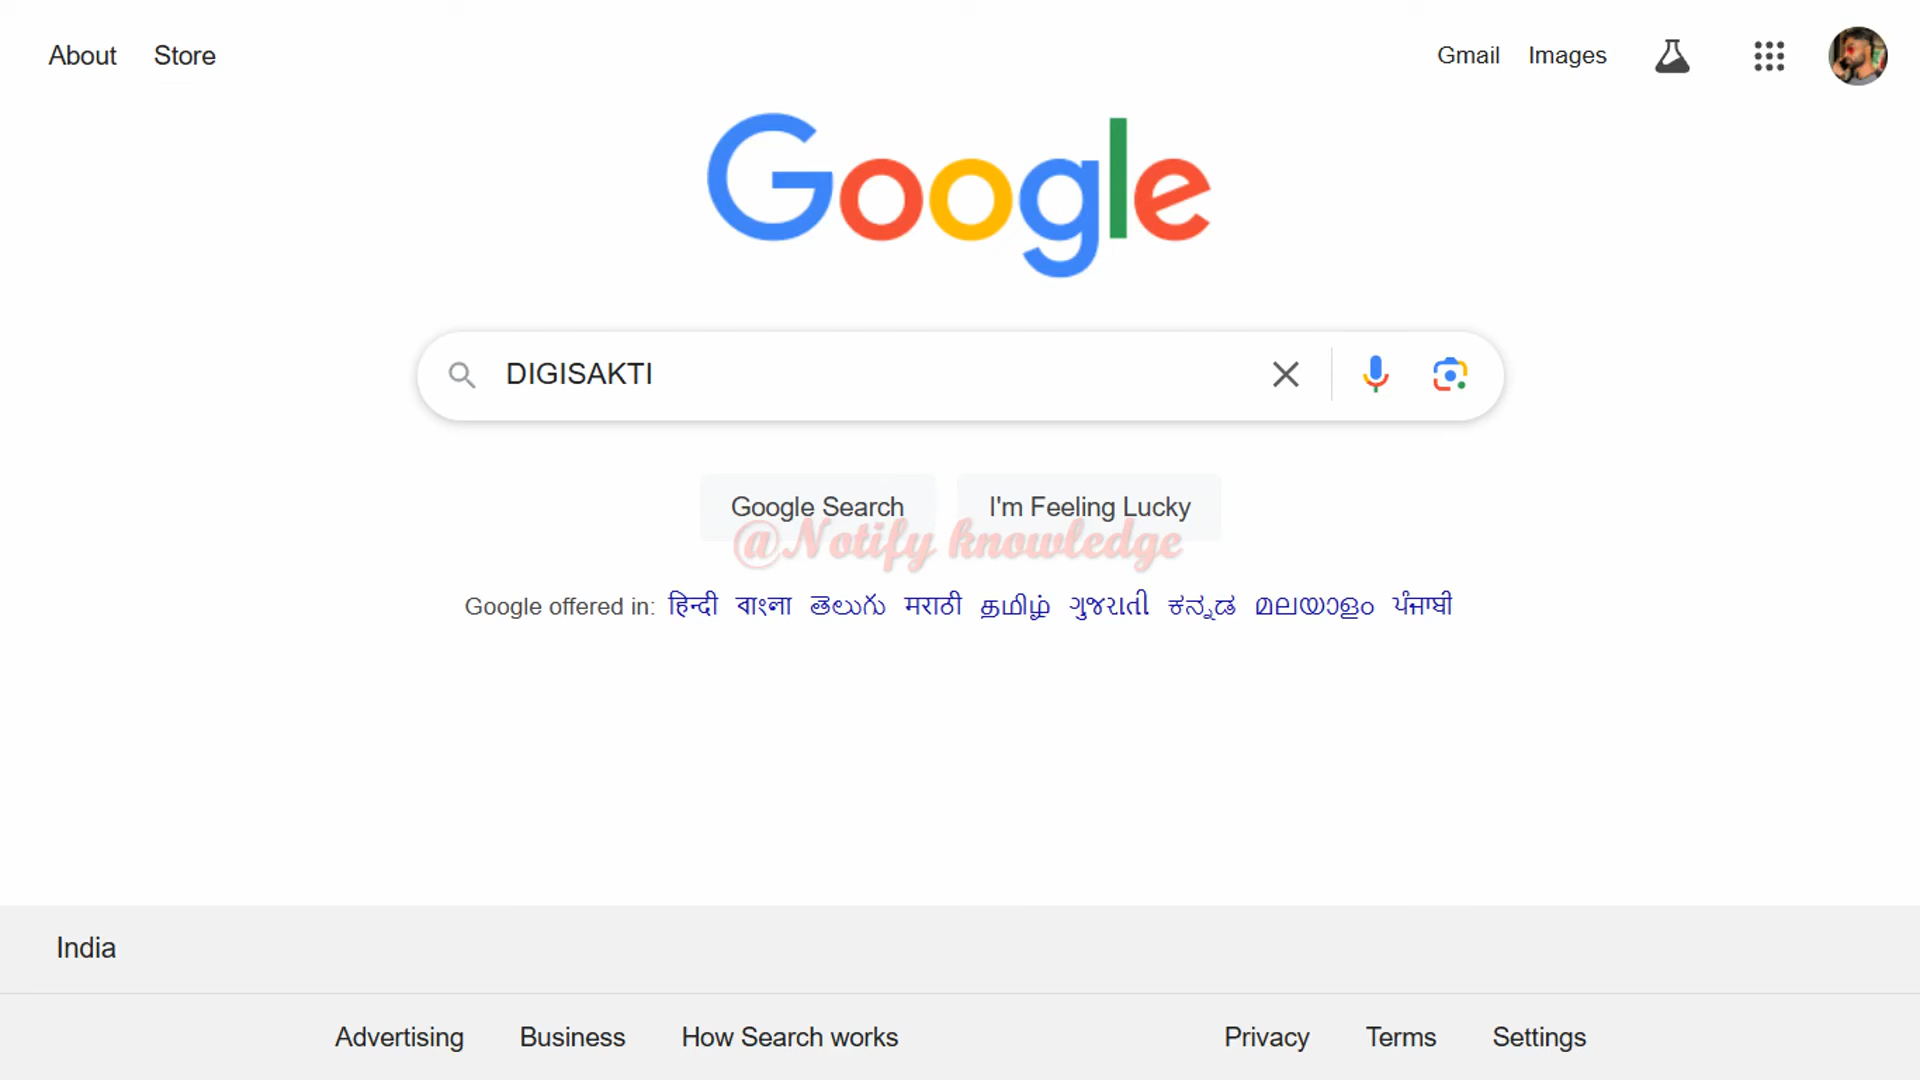 About Store Gmail Images
Google
DIGISAKTI
Google Search I'm Feeling Lucky
@Notify knowledge
Google offered in: हिन्दी বাংলা తెలుగు मराठी தமிழ் ગુજરાતી ಕನ್ನಡ മലയാളം ਪੰਜਾਬੀ
India
Advertising Business How Search works Privacy Terms Settings